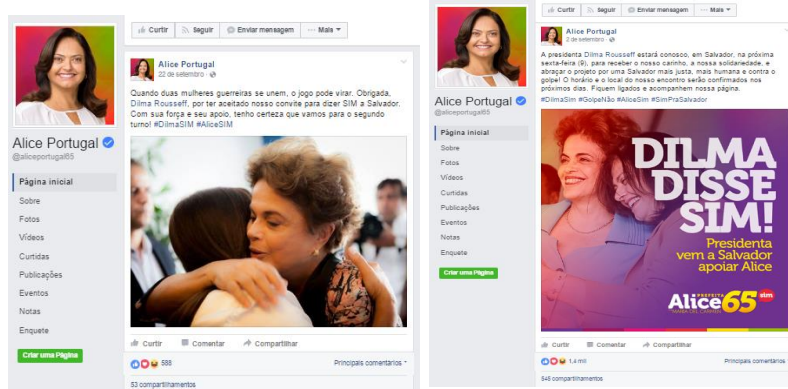 Curtir
Seguir
Enviar mensagem
Mais
Alice Portugal
22 de setembro
Quando duas mulheres guerreiras se unem, o jogo pode virar. Obrigada,
Dilma Rousseff, por ter aceitado nosso convite para dizer SIM a Salvador.
Com sua força e seu apoio, tenho certeza que vamos para o segundo
turno! #DilmaSIM #AliceSIM
Alice Portugal
@aliceportugal65
Página inicial
Sobre
Fotos
Vídeos
Curtidas
Publicações
Eventos
Notas
Enquete
Criar uma Página
Curtir
Comentar
Compartilhar
588
Principais comentários
53 compartilhamentos
Curtir
Seguir
Enviar mensagem
Mais
Alice Portugal
2 de setembro
A presidenta Dilma Rousseff estará conosco, em Salvador, na próxima
sexta-feira (9), para receber o nosso carinho, a nossa solidariedade, e
abraçar o projeto por uma Salvador mais justa, mais humana e contra o
golpe! O horário e o local do nosso encontro serão confirmados nos
próximos dias. Fiquem ligados e acompanhem nossa página.
#DilmaSim #GolpeNão #AliceSim #SimPraSalvador
Alice Portugal
@aliceportugal65
Página inicial
Sobre
Fotos
Vídeos
Curtidas
Publicações
Eventos
Notas
Enquete
Criar uma Página
DILMA
DISSE
SIM!
Presidenta
vem a Salvador
apoiar Alice
PREFEITA
Alice65
sim
Curtir
Comentar
Compartilhar
1,4 mil
Principais comentários
848 compartilhamentos